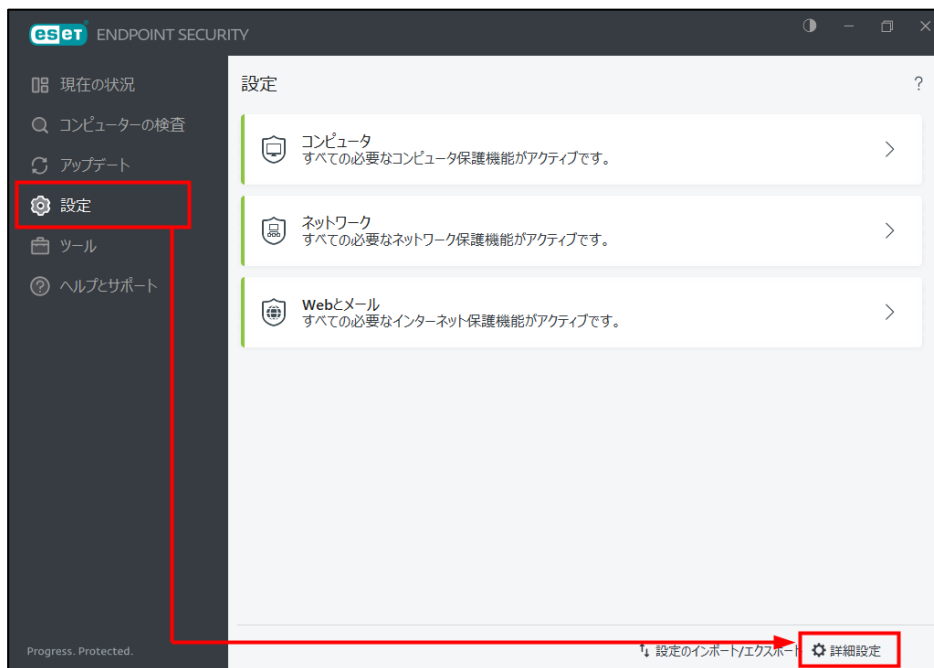 eset ENDPOINT SECURITY
現在の状況
コンピューターの検査
アップデート
設定
ツール
ヘルプとサポート
Progress. Protected.
設定
?
コンピュータ
すべての必要なコンピュータ保護機能がアクティブです。
ネットワーク
すべての必要なネットワーク保護機能がアクティブです。
Webとメール
すべての必要なインターネット保護機能がアクティブです。
設定のインポート/エクスポート
詳細設定